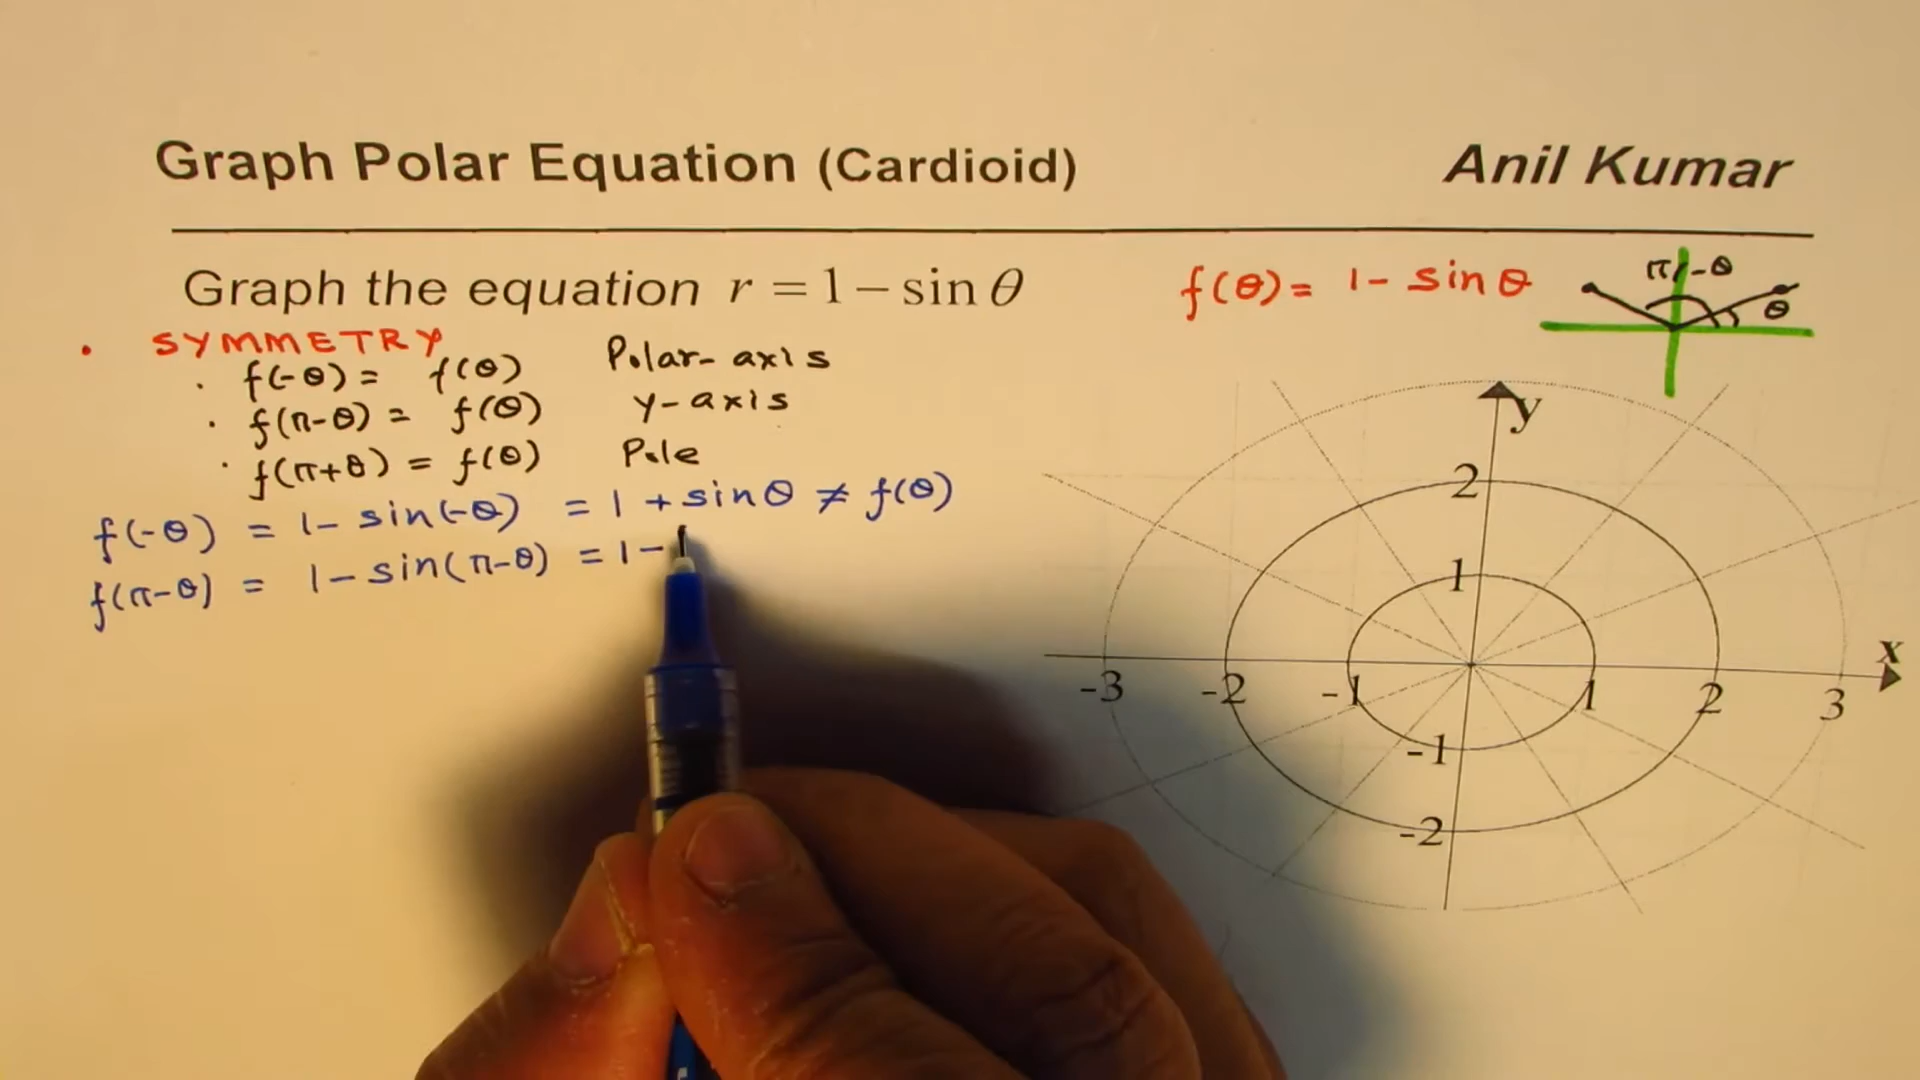 Graph Polar Equation (Cardioid) Anil Kumar
Graph the equation r = 1 − sin θ
f(θ) = 1 - sin θ
π - θ
θ
• SYMMETRY
• f(-θ) = f(θ) Polar-axis
• f(π-θ) = f(θ) y-axis
• f(π+θ) = f(θ) Pole
f(-θ) = 1 - sin(-θ) = 1 + sin θ ≠ f(θ)
f(π-θ) = 1 - sin(π-θ) = 1 -
y
2
1
x
-3 -2 -1 1 2 3
-1
-2